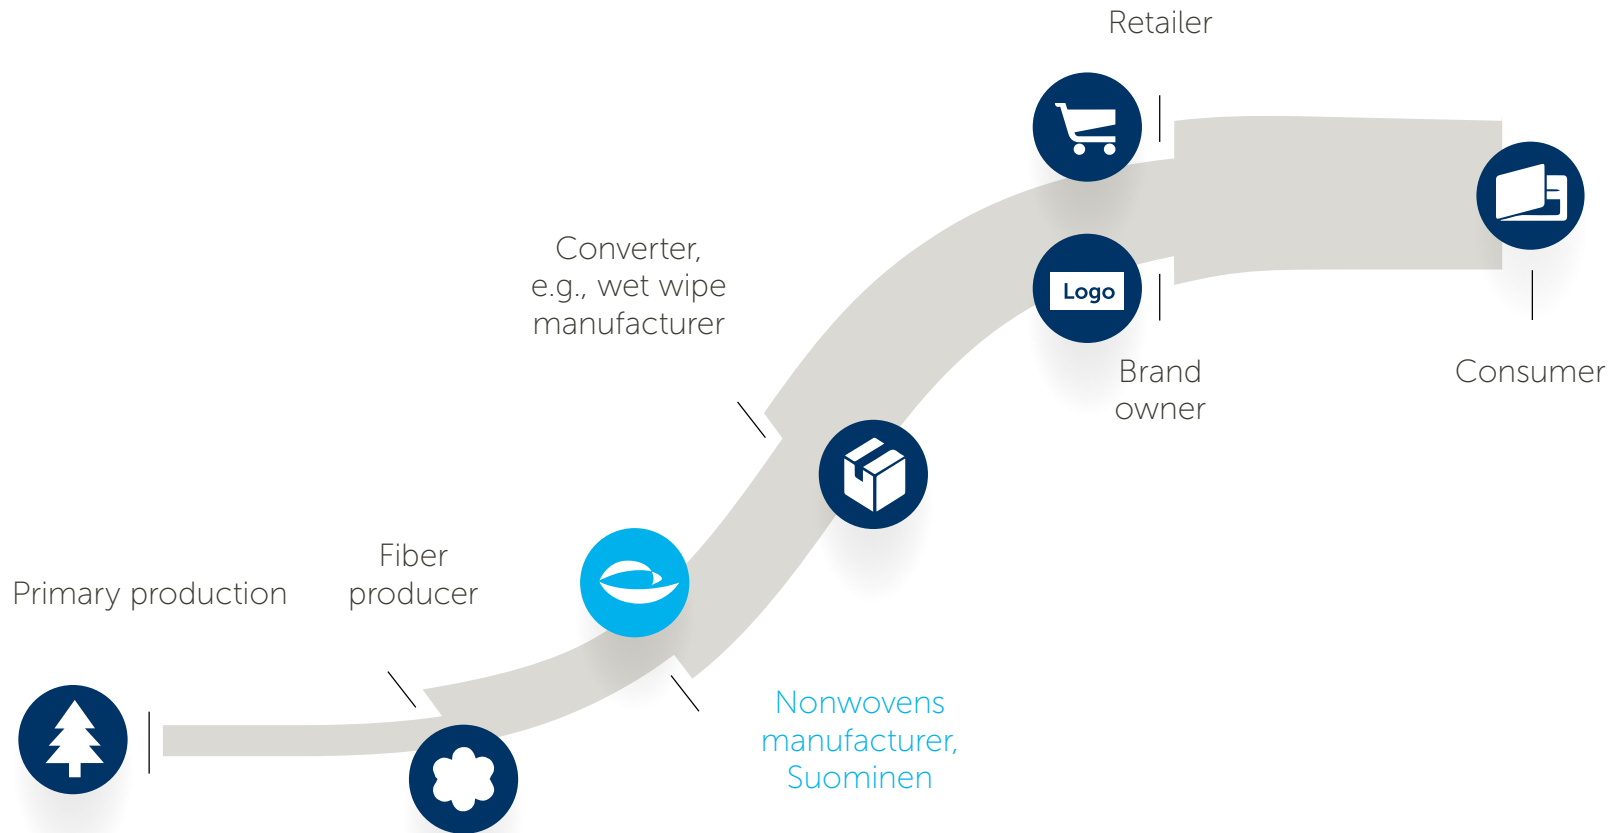 Retailer
Converter,
e.g., wet wipe
manufacturer
Logo
Brand
owner
Consumer
Fiber
producer
Primary production
Nonwovens
manufacturer,
Suominen